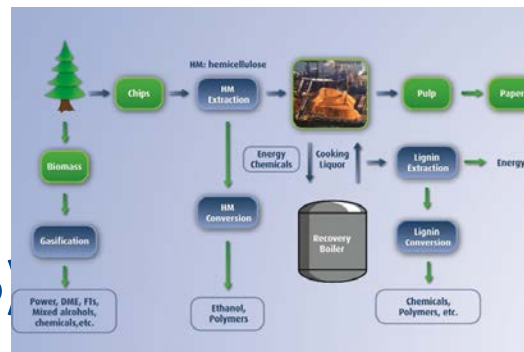 HM: hemicellulose
Chips
HM
Extraction
Pulp
Paper
Biomass
Energy
Chemicals
Cooking
Liquor
Lignin
Extraction
Energy
HM
Conversion
Gasification
Recovery
Boiler
Lignin
Conversion
Power, DME, FTs,
Mixed alcohols,
chemicals,etc.
Ethanol,
Polymers
Chemicals,
Polymers, etc.